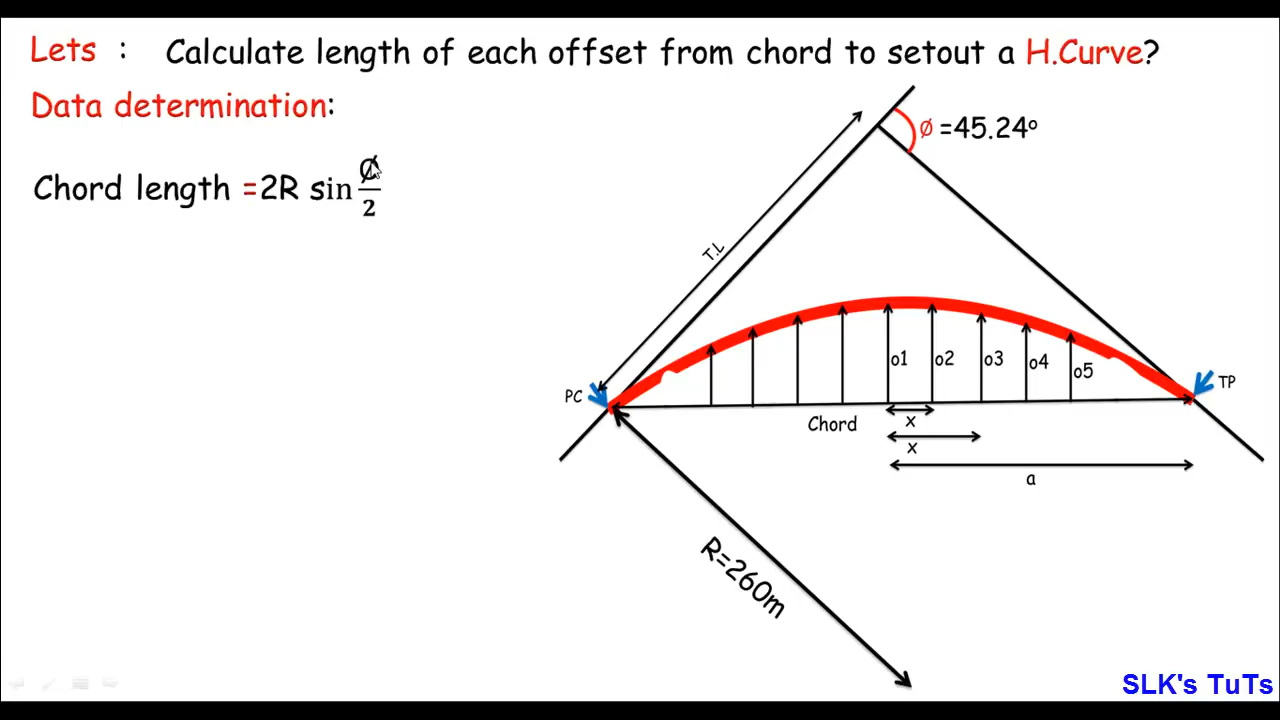 Lets : Calculate length of each offset from chord to setout a H.Curve?
Data determination:
Chord length =2R sin Ø/2
Ø =45.24°
T.L
o1 o2 o3 o4 o5
PC
TP
Chord
x
x
a
R=260m
SLK's TuTs